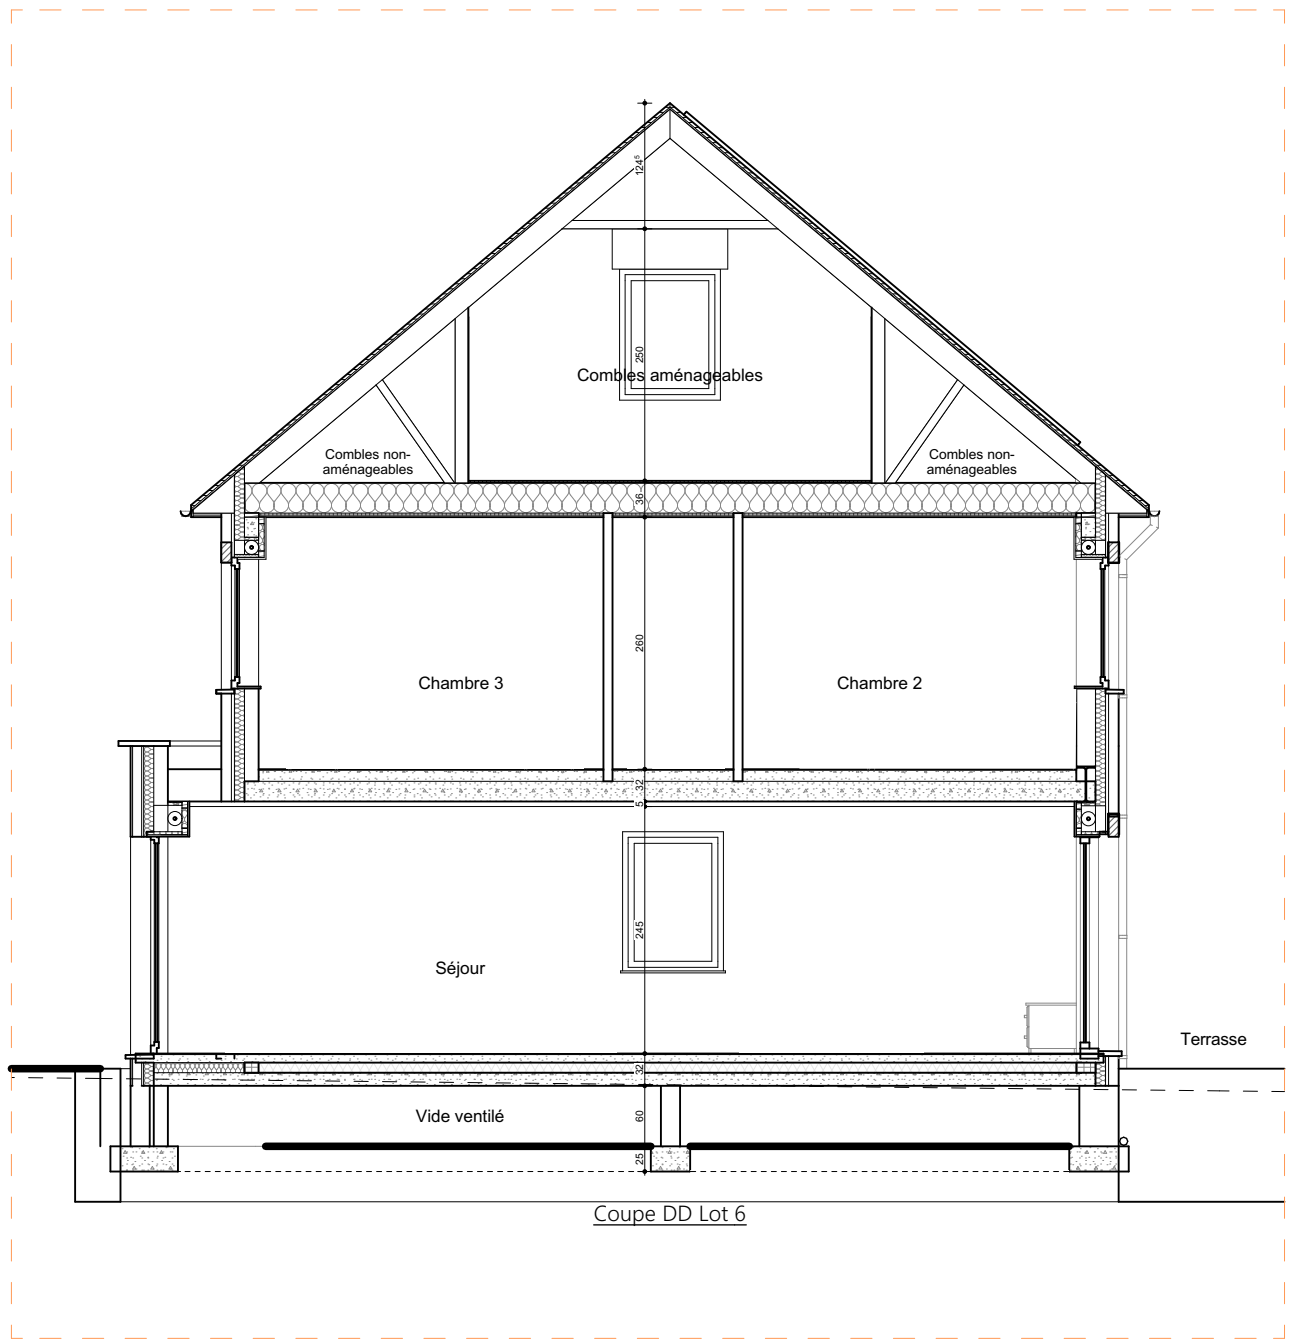 124⁵
250
Combles aménageables
Combles non-
aménageables
Combles non-
aménageables
36
260
Chambre 3
Chambre 2
32
5
245
Séjour
Terrasse
32
Vide ventilé
60
25
Coupe DD Lot 6